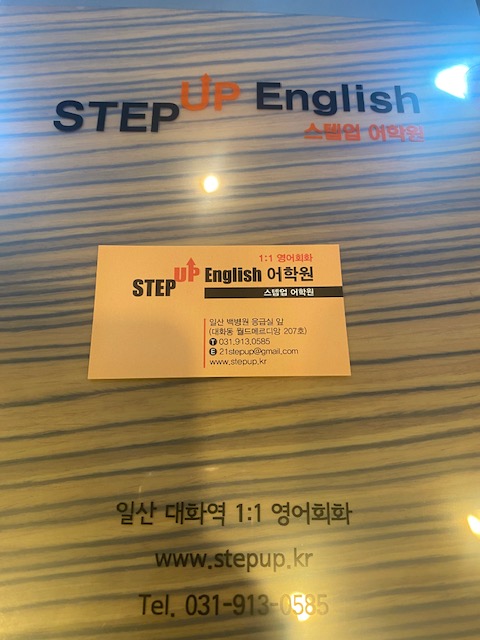 STEP UP English
스텝업 어학원
1:1 영어회화
STEP UP English 어학원
스텝업 어학원
일산 백병원 응급실 앞
(대화동 월드메르디앙 207호)
T 031.913.0585
E 21stepup@gmail.com
www.stepup.kr
일산 대화역 1:1 영어회화
www.stepup.kr
Tel. 031-913-0585